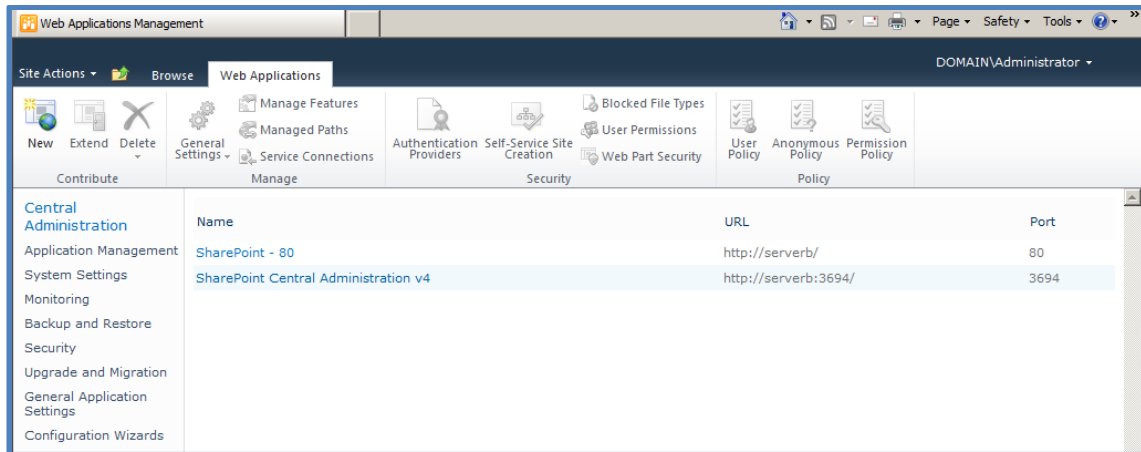 Web Applications Management
Page Safety Tools »
DOMAIN\Administrator
Site Actions Browse Web Applications
New Extend Delete
General Settings
Manage Features
Managed Paths
Service Connections
Authentication Providers
Self-Service Site Creation
Blocked File Types
User Permissions
Web Part Security
User Policy
Anonymous Policy
Permission Policy
Contribute Manage Security Policy
Central
Administration
Application Management
System Settings
Monitoring
Backup and Restore
Security
Upgrade and Migration
General Application
Settings
Configuration Wizards
Name URL Port
SharePoint - 80 http://serverb/ 80
SharePoint Central Administration v4 http://serverb:3694/ 3694